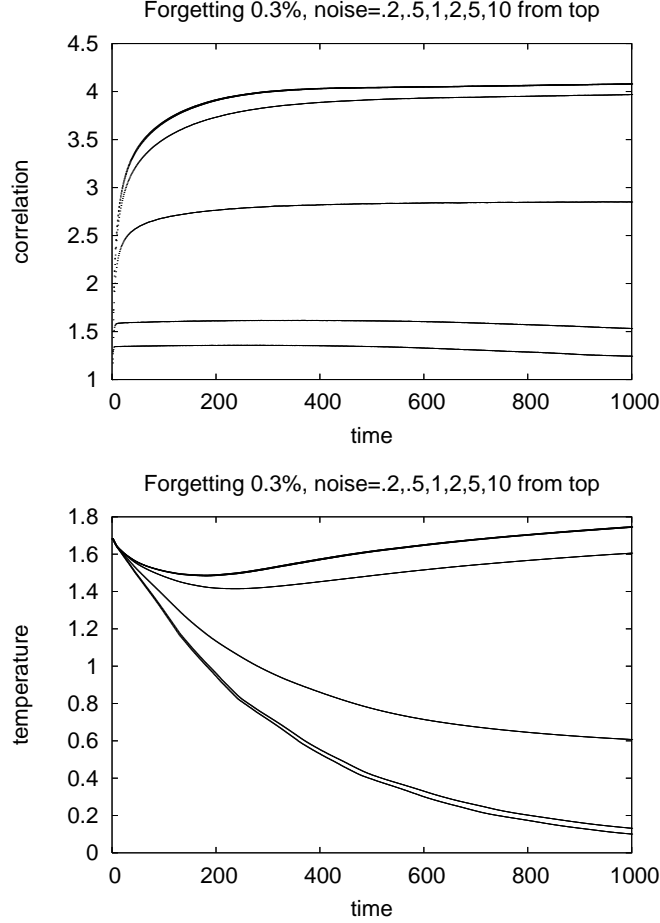 Forgetting 0.3%, noise=.2,.5,1,2,5,10 from top
4.5
4
3.5
3
2.5
2
1.5
1
correlation
0 200 400 600 800 1000
time
Forgetting 0.3%, noise=.2,.5,1,2,5,10 from top
1.8
1.6
1.4
1.2
1
0.8
0.6
0.4
0.2
0
temperature
0 200 400 600 800 1000
time